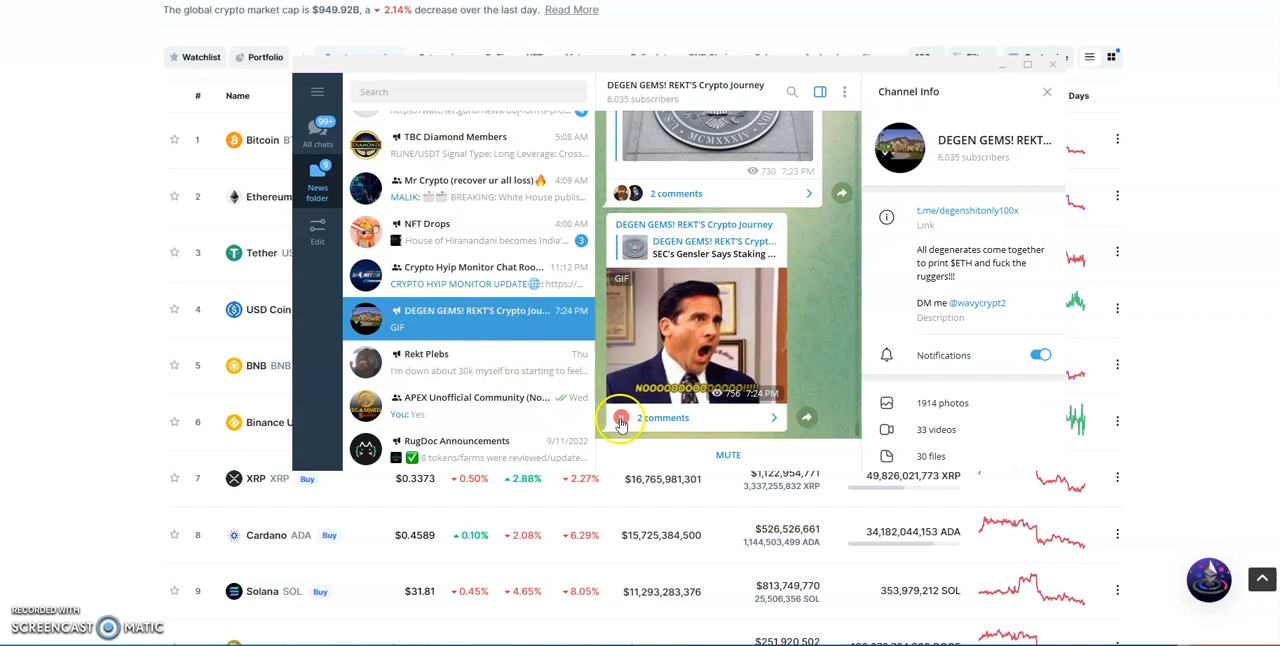 The global crypto market cap is $949.92B, a 2.14% decrease over the last day. Read More
Watchlist
Portfolio
# Name
Days
1 Bitcoin
2 Ethereum
3 Tether
4 USD Coin
5 BNB BNB
6 Binance
7 XRP XRP Buy $0.3373 0.50% 2.88% 2.27% $16,765,981,301 $1,122,954,771 49,826,021,773 XRP
3,337,255,832 XRP
8 Cardano ADA Buy $0.4589 0.10% 2.08% 6.29% $15,725,384,500 $526,526,661 34,182,044,153 ADA
1,144,503,499 ADA
9 Solana SOL Buy $31.81 0.45% 4.65% 8.05% $11,293,283,376 $813,749,770 353,979,212 SOL
25,506,356 SOL
$251,920,502
99+
All chats
9
News
folder
Edit
Search
TBC Diamond Members 5:08 AM
RUNE/USDT Signal Type: Long Leverage: Cross...
Mr Crypto (recover ur all loss)🔥 4:09 AM
MALIK: BREAKING: White House publis...
NFT Drops 4:00 AM
House of Hiranandani becomes India'... 3
Crypto Hyip Monitor Chat Roo... 11:12 PM
CRYPTO HYIP MONITOR UPDATE🌐: https:/...
DEGEN GEMS! REKT'S Crypto Jou... 7:24 PM
GIF
Rekt Plebs Thu
I'm down about 30k myself bro starting to feel...
APEX Unofficial Community (No... Wed
You: Yes
RugDoc Announcements 9/11/2022
✅ 8 tokens/farms were reviewed/update...
DEGEN GEMS! REKT'S Crypto Journey
6,035 subscribers
MCMXXXIV
730 7:23 PM
2 comments
DEGEN GEMS! REKT'S Crypto Journey
DEGEN GEMS! REKT'S Crypt...
SEC's Gensler Says Staking ...
GIF
NOOOOOOOOOOOO!!!!!
756 7:24 PM
2 comments
MUTE
Channel Info
DEGEN GEMS! REKT...
6,035 subscribers
t.me/degenshitonly100x
Link
All degenerates come together
to print $ETH and fuck the
ruggers!!!
DM me @wavycrypt2
Description
Notifications
1914 photos
33 videos
30 files
RECORDED WITH
SCREENCAST MATIC